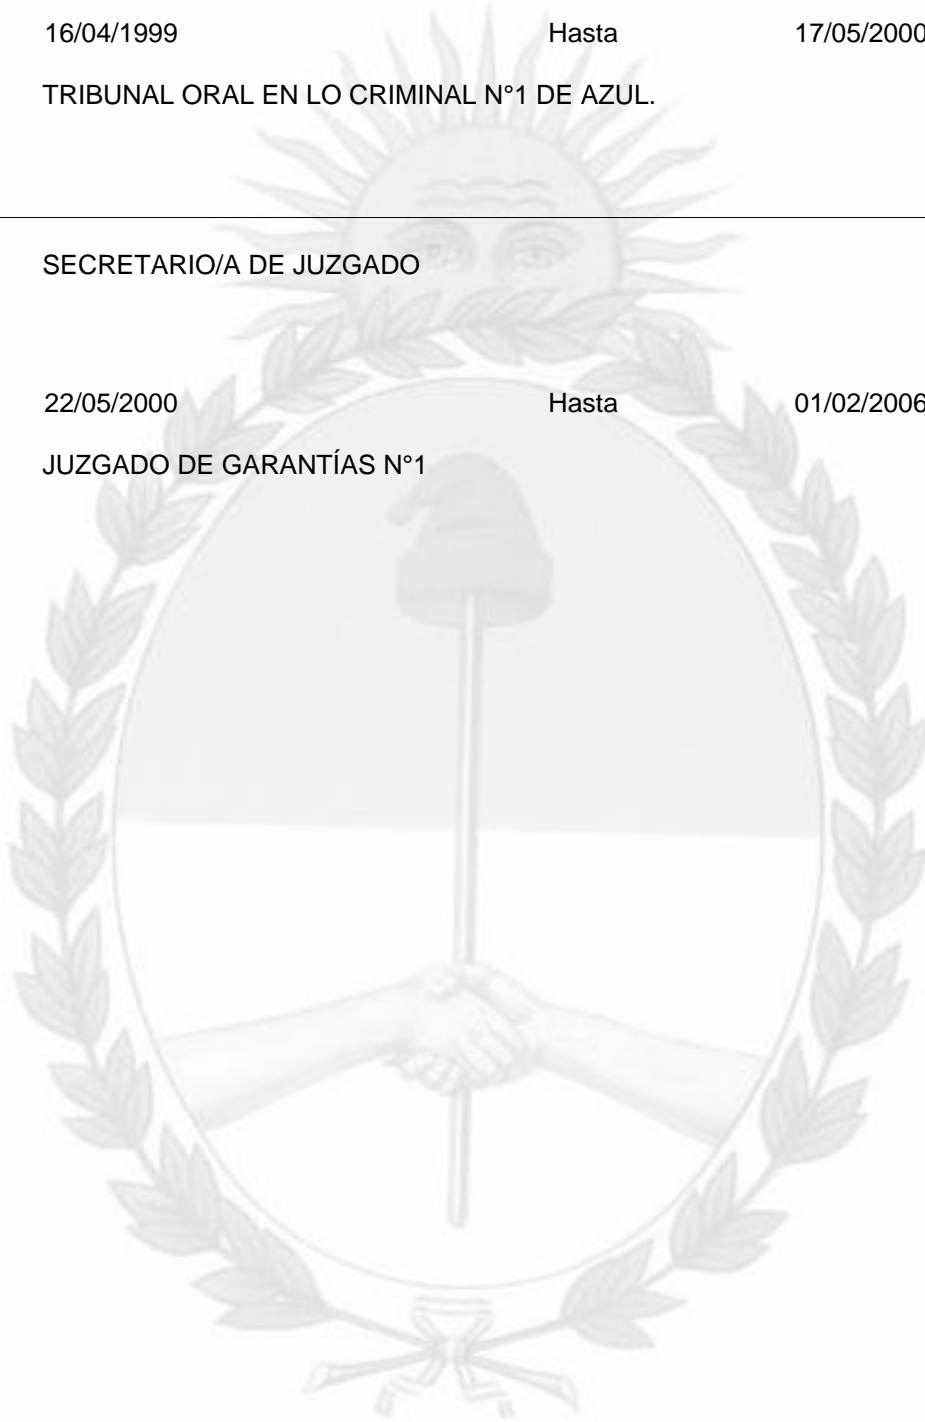 16/04/1999 Hasta 17/05/2000
TRIBUNAL ORAL EN LO CRIMINAL N°1 DE AZUL.
SECRETARIO/A DE JUZGADO
22/05/2000 Hasta 01/02/2006
JUZGADO DE GARANTÍAS N°1